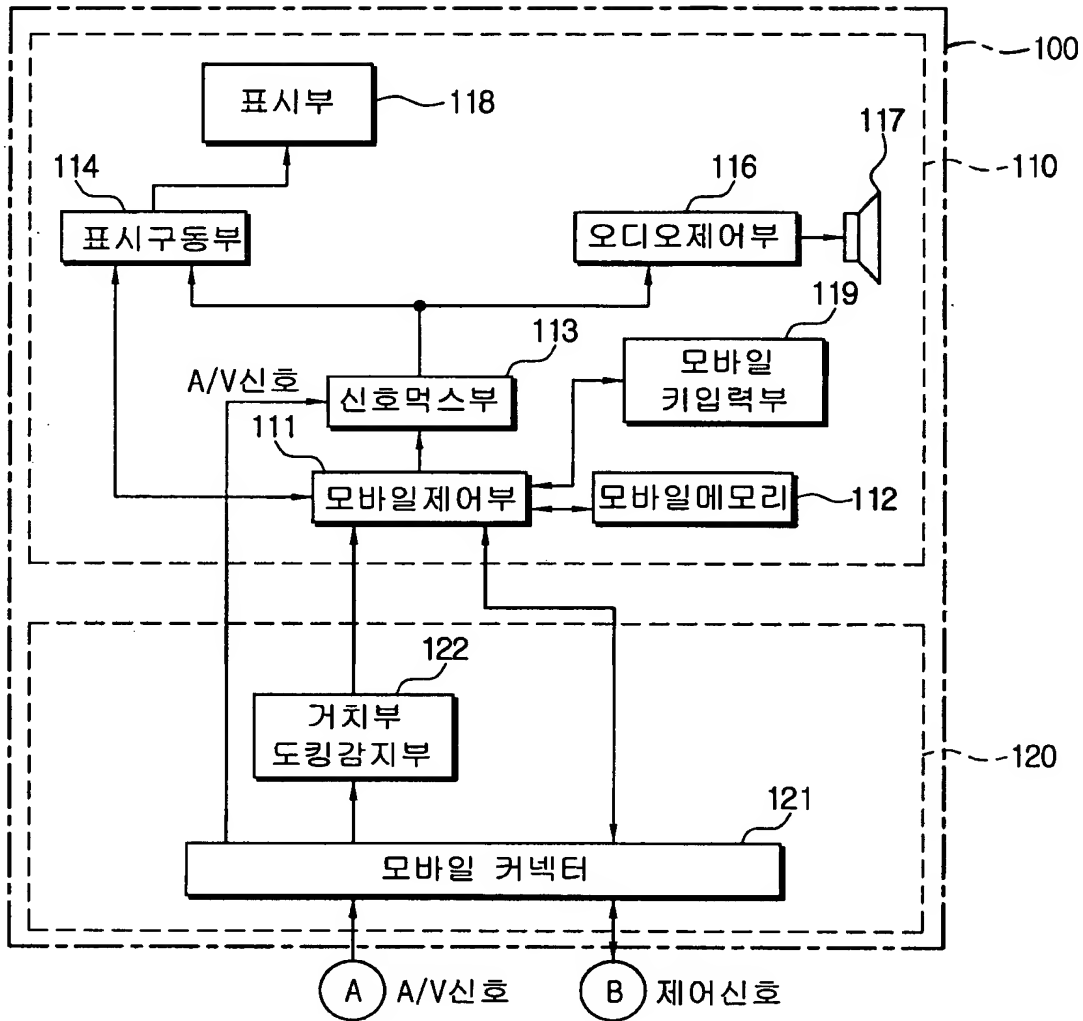 100
표시부
118
117
114
116
110
표시구동부
오디오제어부
119
113
모바일
키입력부
A/V신호
신호먹스부
111
모바일제어부
모바일메모리
112
122
거치부
도킹감지부
120
121
모바일 커넥터
A
A/V신호
B
제어신호